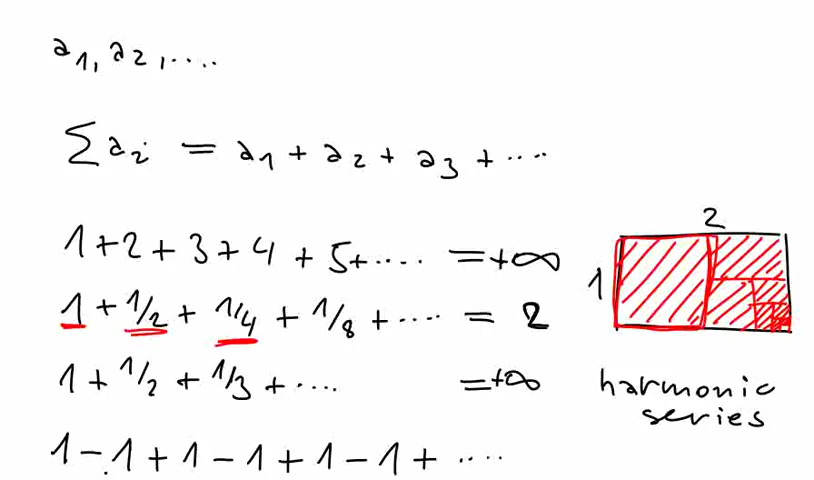 a₁, a₂, ....
∑ aᵢ = a₁ + a₂ + a₃ + ....
1 + 2 + 3 + 4 + 5 + .... = +∞
1 + 1/2 + 1/4 + 1/8 + .... = 2
2
1
1 + 1/2 + 1/3 + .... = +∞
harmonic
series
1 - 1 + 1 - 1 + 1 - 1 + ....